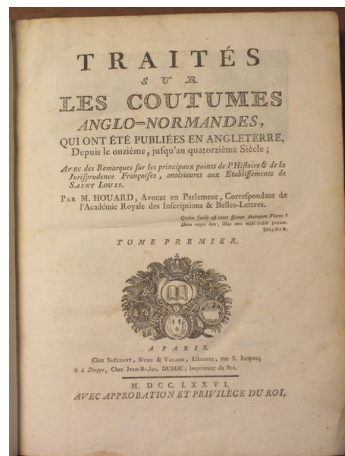 TRAITÉS
SUR
LES COUTUMES
ANGLO-NORMANDES,
QUI ONT ÉTÉ PUBLIÉES EN ANGLETERRE,
Depuis le onzième, jusqu'au quatorzième Siècle ;
AVEC des Remarques sur les principaux points de l'Histoire & de la
Jurisprudence Françoises, antérieures aux Etablissements de
SAINT LOUIS.
PAR M. HOUARD, Avocat en Parlement, Correspondant de
l'Académie Royale des Inscriptions & Belles-Lettres.
TOME PREMIER.
A PARIS,
Chez SAILLANT, NYON & VALADE, Libraires, rue S. Jacques;
& à Dieppe, Chez JEAN-B-JOS. DUBUC, Imprimeur du Roi.
M. DCC. LXXVI.
AVEC APPROBATION ET PRIVILÈGE DU ROI.